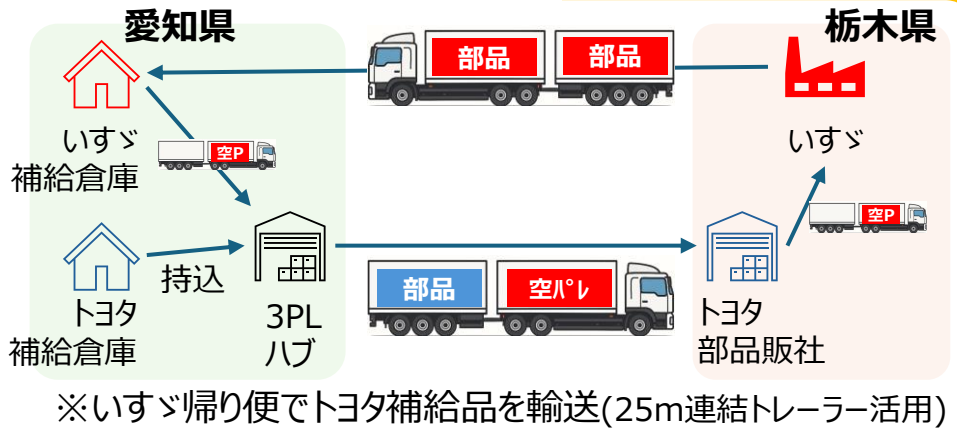 愛知県
栃木県
部品
部品
いすゞ
補給倉庫
空P
いすゞ
空P
トヨタ
補給倉庫
持込
3PL
ハブ
部品
空パレ
トヨタ
部品販社
※いすゞ帰り便でトヨタ補給品を輸送(25m連結トレーラー活用)